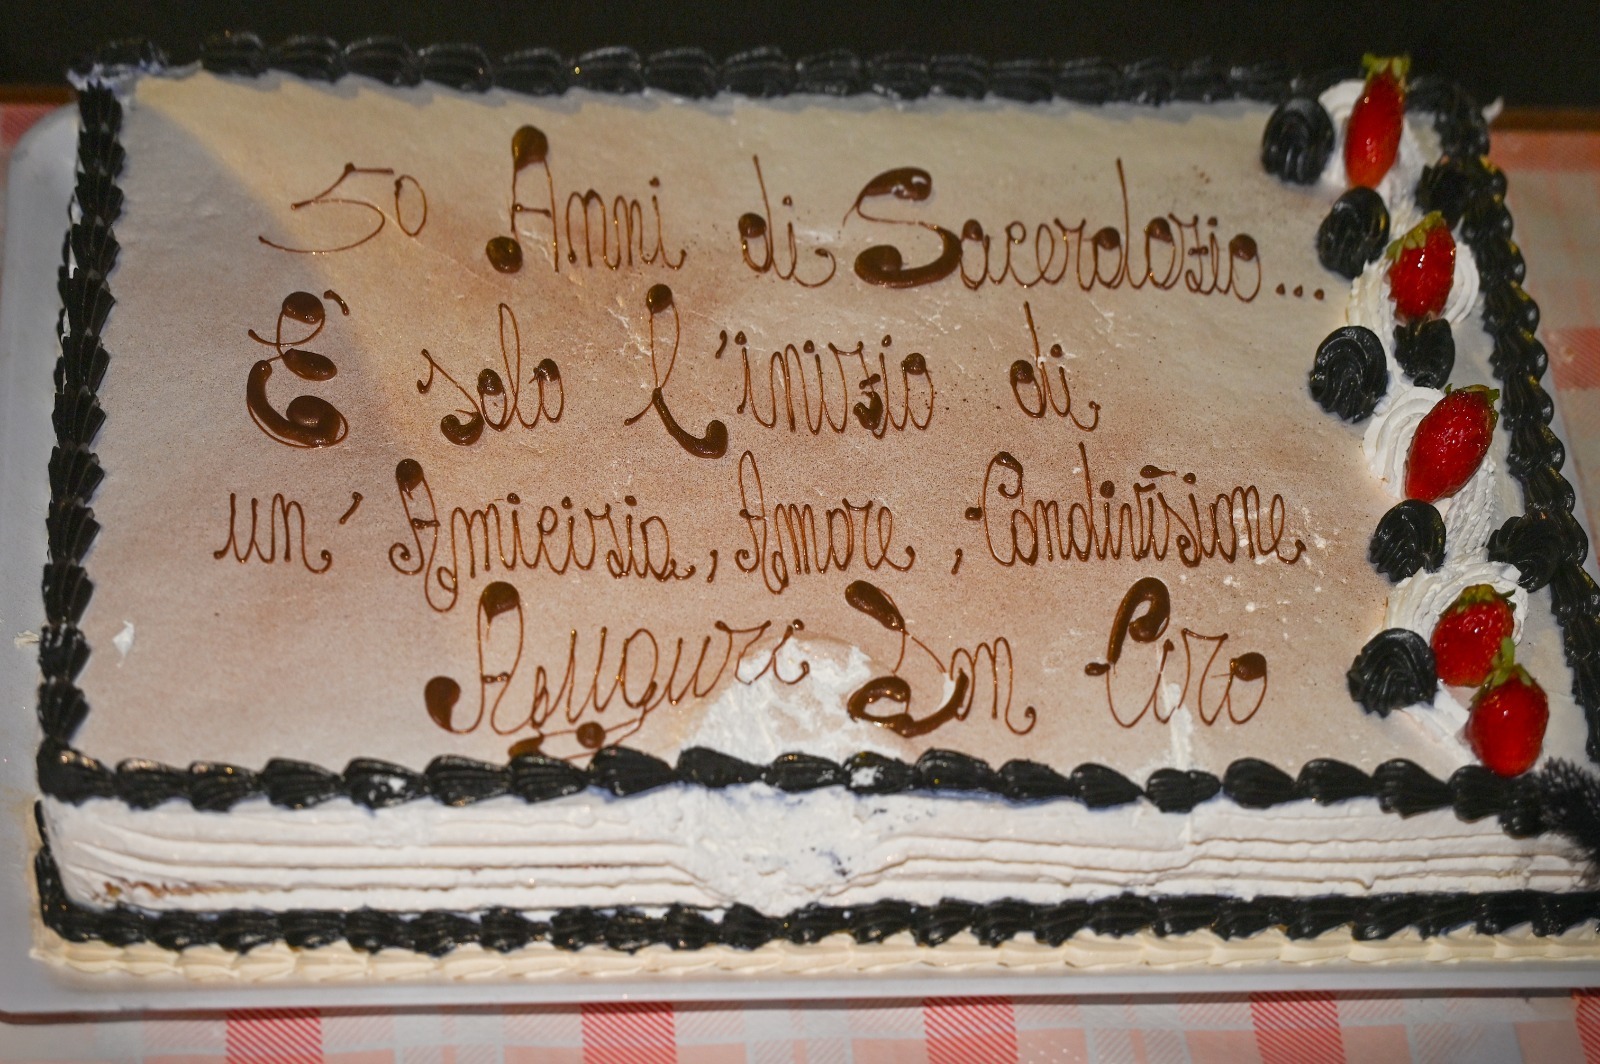 50 Anni di Sacerdozio...
E' solo l'inizio di
un' Amicizia, Amore, Condivisione
Auguri Don Ciro